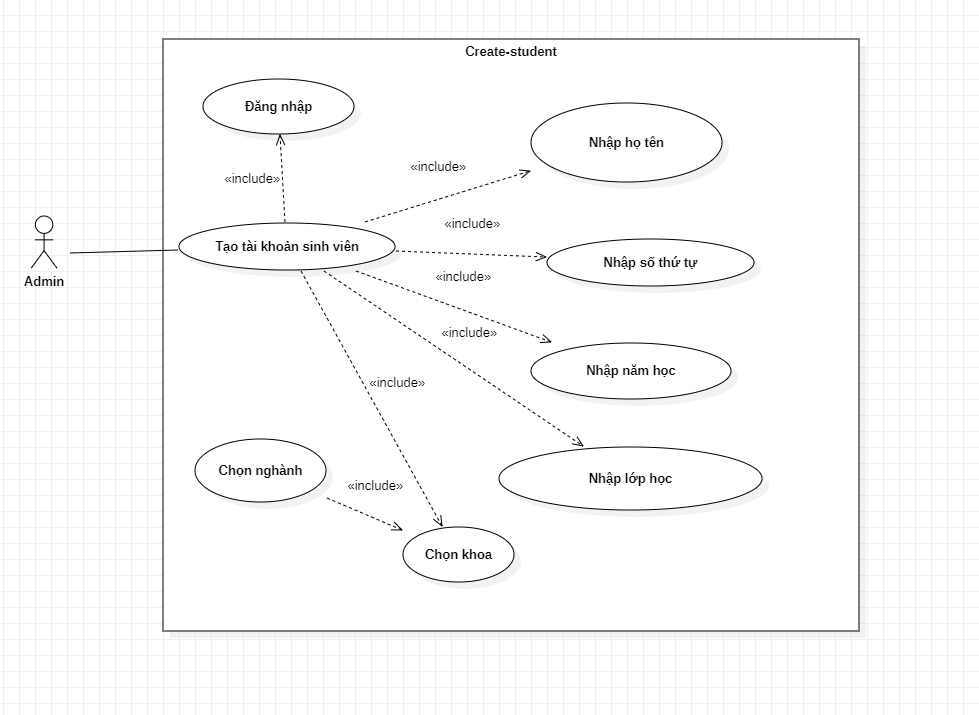 Create-student
Đăng nhập
Nhập họ tên
«include»
«include»
«include»
Tạo tài khoản sinh viên
Nhập số thứ tự
Admin
«include»
«include»
Nhập năm học
«include»
Chọn nghành
Nhập lớp học
«include»
Chọn khoa